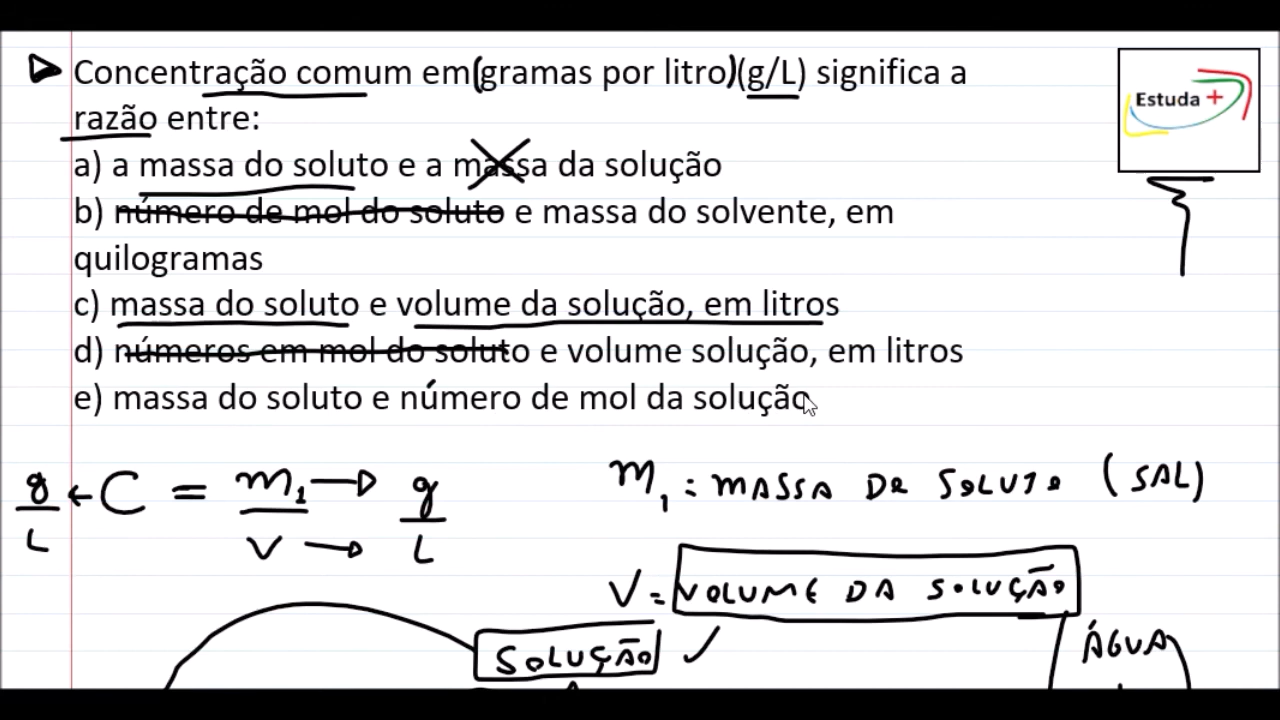 Concentração comum em (gramas por litro) (g/L) significa a
razão entre:
a) a massa do soluto e a massa da solução
b) número de mol do soluto e massa do solvente, em
quilogramas
c) massa do soluto e volume da solução, em litros
d) números em mol do soluto e volume solução, em litros
e) massa do soluto e número de mol da solução
Estuda +
g/L ← C = m1/V → g/L
m1 = MASSA DE SOLUTO (SAL)
V = VOLUME DA SOLUÇÃO
SOLUÇÃO
ÁGUA